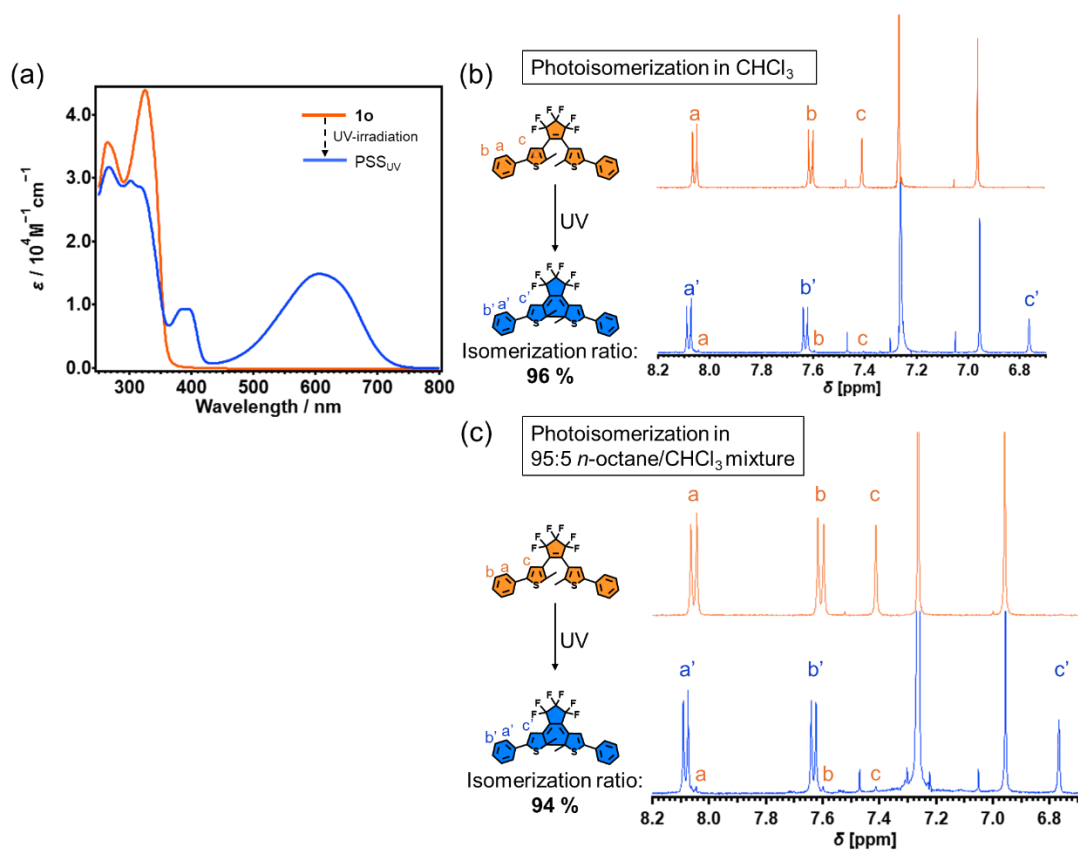 (a)
4.0
3.0
2.0
1.0
0.0
ε / 10⁴ M⁻¹ cm⁻¹
1o
UV-irradiation
PSS_UV
300
400
500
600
700
800
Wavelength / nm
(b)
Photoisomerization in CHCl₃
F F F F F F
b a c
S S
UV
F F F F F F
b' a' c'
S S
Isomerization ratio:
96 %
a b c
a' b' c'
a b c
8.2 8.0 7.8 7.6 7.4 7.2 7.0 6.8
δ [ppm]
(c)
Photoisomerization in
95:5 n-octane/CHCl₃ mixture
F F F F F F
b a c
S S
UV
F F F F F F
b' a' c'
S S
Isomerization ratio:
94 %
a b c
a' b' c'
a b c
8.2 8.0 7.8 7.6 7.4 7.2 7.0 6.8
δ [ppm]